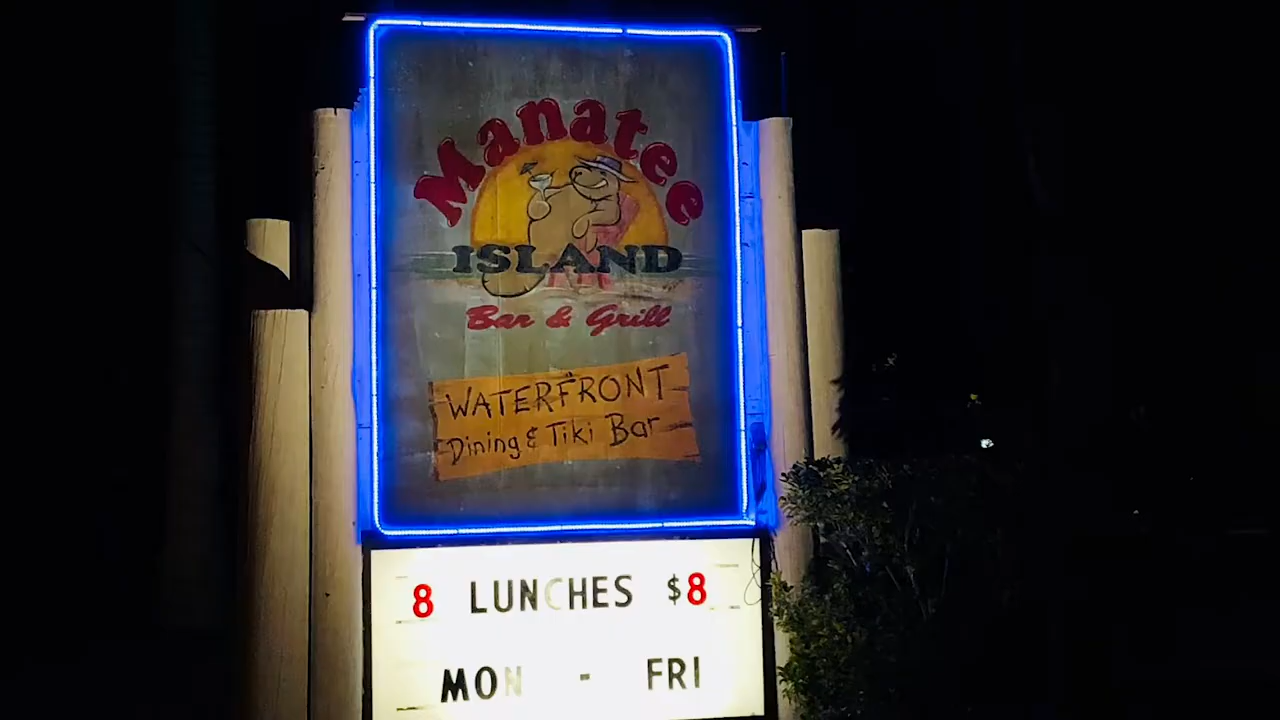 Manatee
ISLAND
Bar & Grill
WATERFRONT
Dining & Tiki Bar
8 LUNCHES $8
MON - FRI